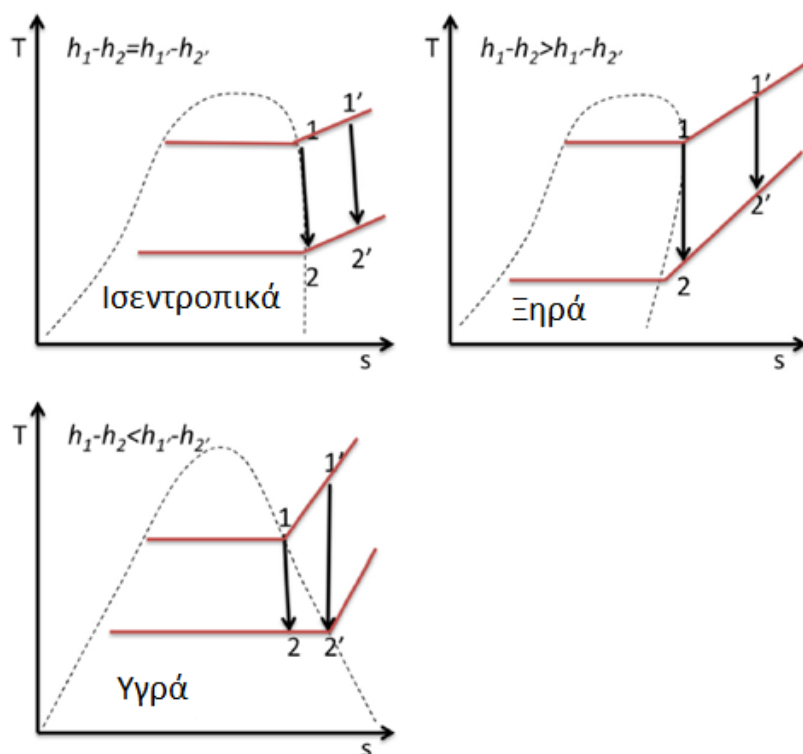 T
h₁-h₂=h₁'-h₂'
1'
1
2
2'
Ισεντροπικά
s
T
h₁-h₂>h₁'-h₂'
1'
1
2'
2
Ξηρά
s
T
h₁-h₂<h₁'-h₂'
1'
1
2
2'
Υγρά
s